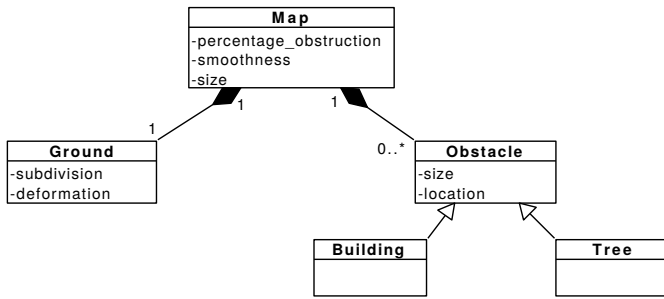 Map
-percentage_obstruction
-smoothness
-size
1
1
1
0..*
Ground
-subdivision
-deformation
Obstacle
-size
-location
Building
Tree